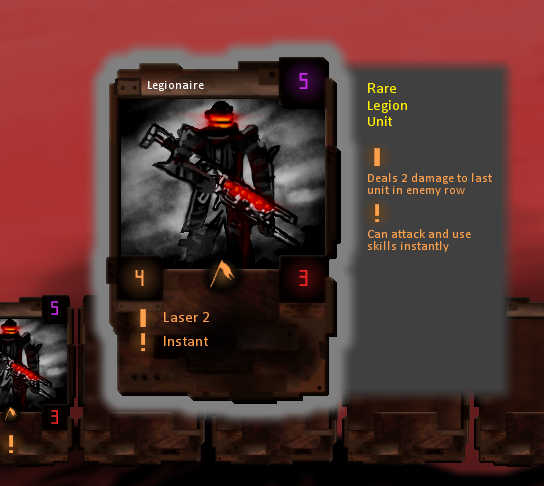 Legionaire
5
4
3
Laser 2
! Instant
Rare
Legion
Unit
Deals 2 damage to last
unit in enemy row
!
Can attack and use
skills instantly
5
3
!